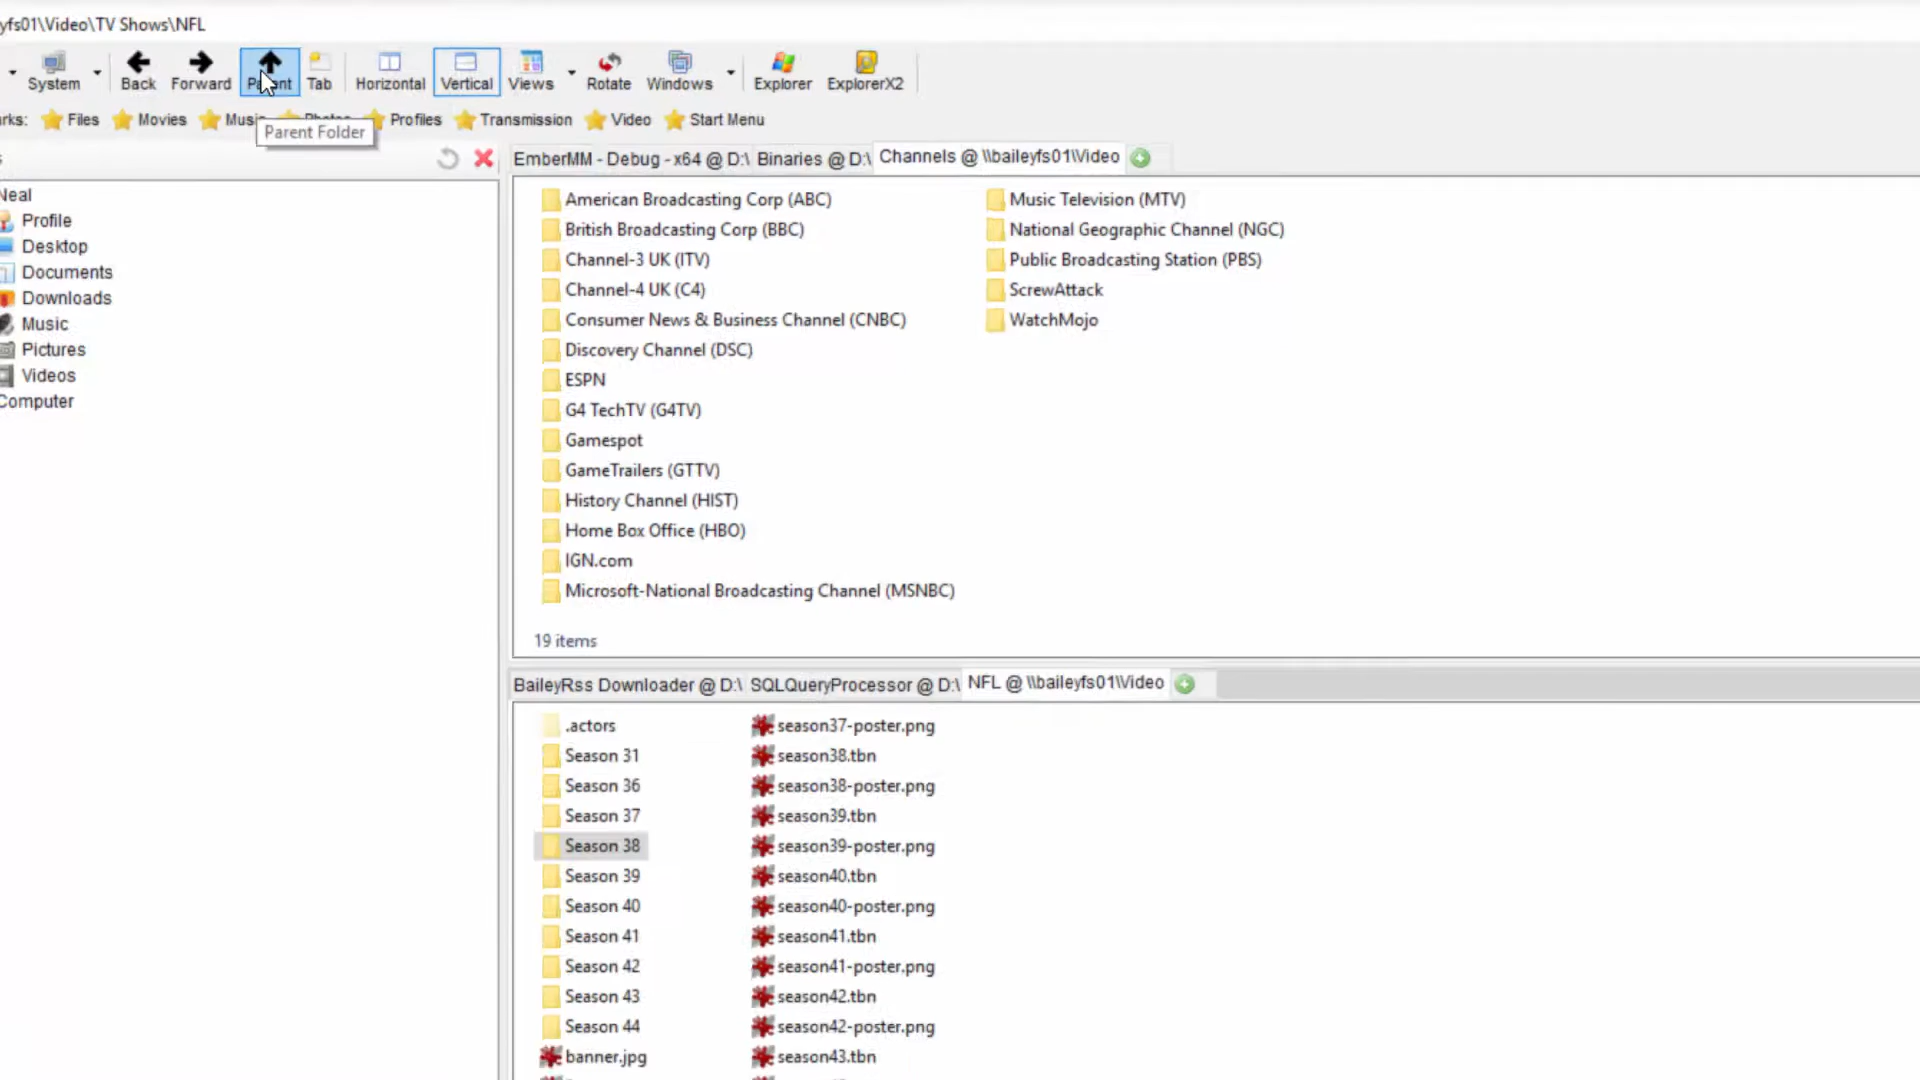 yfs01\Video\TV Shows\NFL
System Back Forward Parent Tab Horizontal Vertical Views Rotate Windows Explorer ExplorerX2
rks: Files Movies Music Photos Profiles Transmission Video Start Menu
Parent Folder
s
Neal
Profile
Desktop
Documents
Downloads
Music
Pictures
Videos
Computer
EmberMM - Debug - x64 @ D:\ Binaries @ D:\ Channels @ \\baileyfs01\Video
American Broadcasting Corp (ABC)
British Broadcasting Corp (BBC)
Channel-3 UK (ITV)
Channel-4 UK (C4)
Consumer News & Business Channel (CNBC)
Discovery Channel (DSC)
ESPN
G4 TechTV (G4TV)
Gamespot
GameTrailers (GTTV)
History Channel (HIST)
Home Box Office (HBO)
IGN.com
Microsoft-National Broadcasting Channel (MSNBC)
Music Television (MTV)
National Geographic Channel (NGC)
Public Broadcasting Station (PBS)
ScrewAttack
WatchMojo
19 items
BaileyRss Downloader @ D:\ SQLQueryProcessor @ D:\ NFL @ \\baileyfs01\Video
.actors
Season 31
Season 36
Season 37
Season 38
Season 39
Season 40
Season 41
Season 42
Season 43
Season 44
banner.jpg
season37-poster.png
season38.tbn
season38-poster.png
season39.tbn
season39-poster.png
season40.tbn
season40-poster.png
season41.tbn
season41-poster.png
season42.tbn
season42-poster.png
season43.tbn